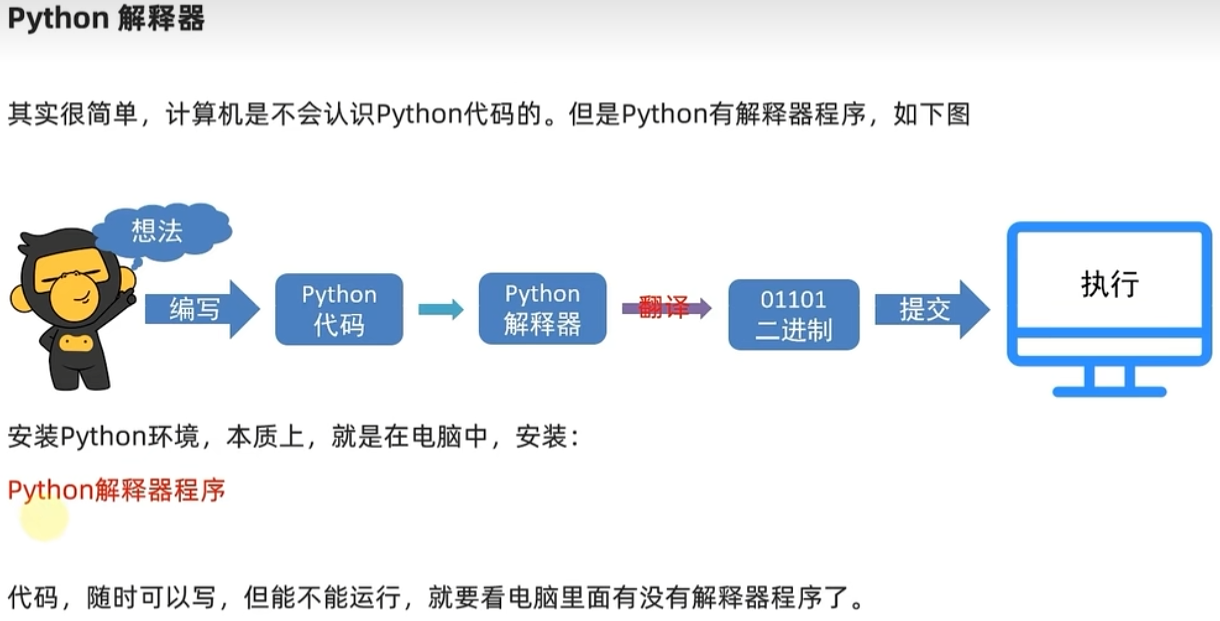 Python 解释器
其实很简单，计算机是不会认识Python代码的。但是Python有解释器程序，如下图
想法
编写
Python
代码
Python
解释器
翻译
01101
二进制
提交
执行
安装Python环境，本质上，就是在电脑中，安装：
Python解释器程序
代码，随时可以写，但能不能运行，就要看电脑里面有没有解释器程序了。